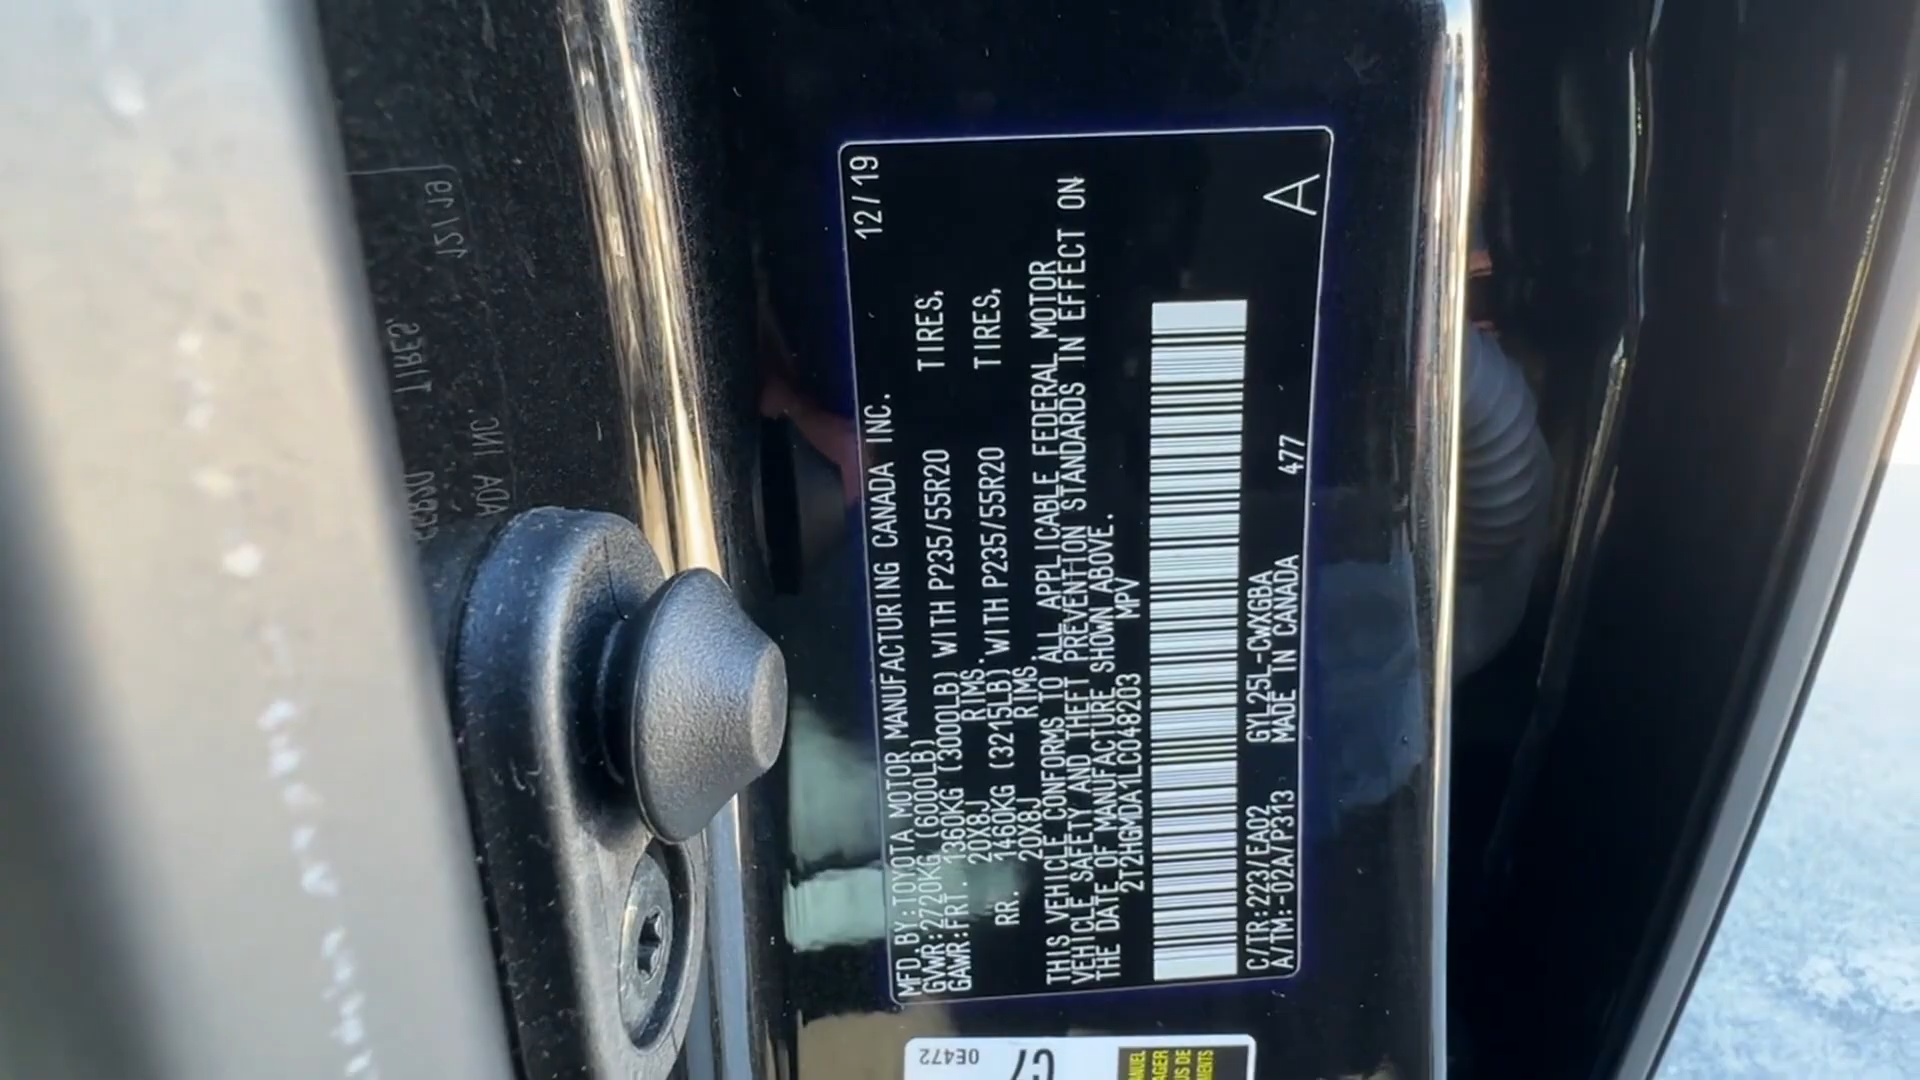 12/19
MFD.BY:TOYOTA MOTOR MANUFACTURING CANADA INC.
GVWR:2720KG (6000LB)
GAWR:FRT. 1360KG (3000LB) WITH P235/55R20 TIRES,
20X8J RIMS.
RR. 1460KG (3215LB) WITH P235/55R20 TIRES,
20X8J RIMS.
THIS VEHICLE CONFORMS TO ALL APPLICABLE FEDERAL MOTOR
VEHICLE SAFETY AND THEFT PREVENTION STANDARDS IN EFFECT ON
THE DATE OF MANUFACTURE SHOWN ABOVE.
2T2HGMDA1LC048203 MPV
C/TR:223/EA02 GYL25L-CWXGBA
A/TM:-02A/P313 MADE IN CANADA 477
A
0E472